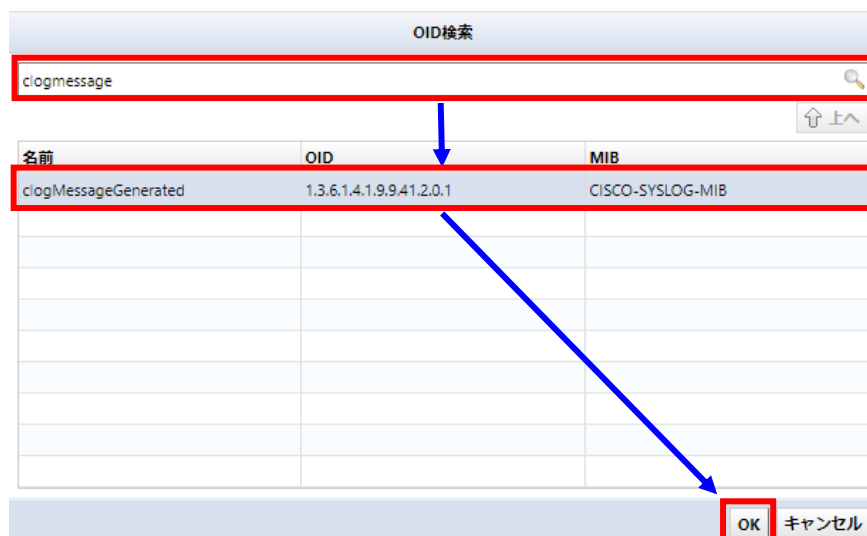 OID検索
clogmessage
上へ
名前 OID MIB
clogMessageGenerated 1.3.6.1.4.1.9.9.41.2.0.1 CISCO-SYSLOG-MIB
OK キャンセル